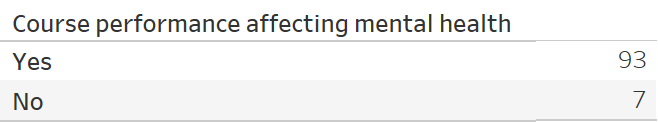 Course performance affecting mental health
Yes 93
No 7